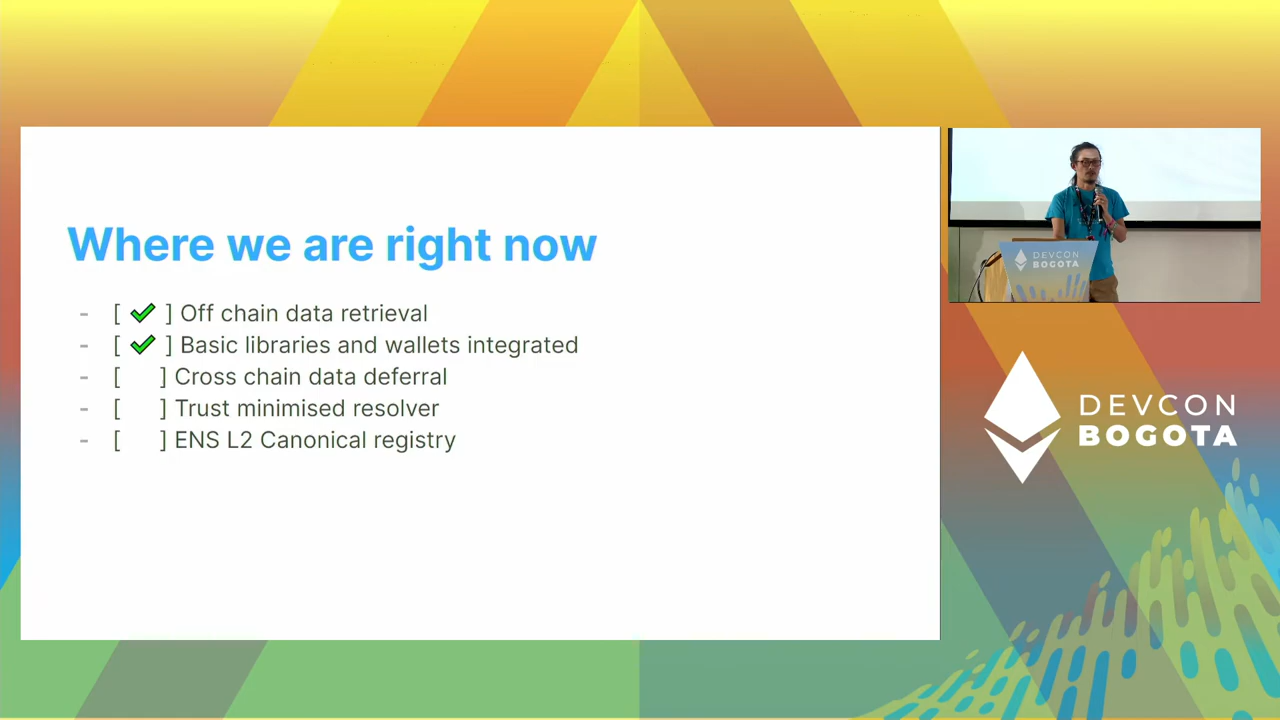 Where we are right now
- [ ✔ ] Off chain data retrieval
- [ ✔ ] Basic libraries and wallets integrated
- [ ] Cross chain data deferral
- [ ] Trust minimised resolver
- [ ] ENS L2 Canonical registry
DEVCON
BOGOTA
DEVCON
BOGOTA